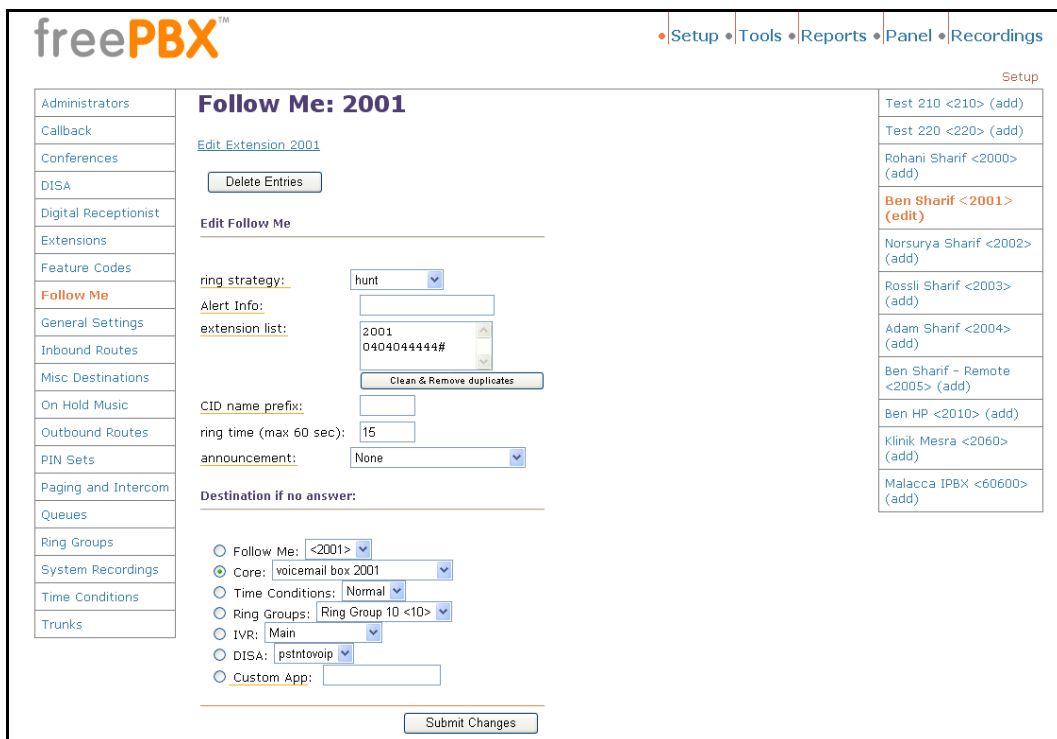 freePBX™
Setup
Tools
Reports
Panel
Recordings
Setup
Administrators
Callback
Conferences
DISA
Digital Receptionist
Extensions
Feature Codes
Follow Me
General Settings
Inbound Routes
Misc Destinations
On Hold Music
Outbound Routes
PIN Sets
Paging and Intercom
Queues
Ring Groups
System Recordings
Time Conditions
Trunks
Follow Me: 2001
Edit Extension 2001
Delete Entries
Edit Follow Me
ring strategy: hunt
Alert Info:
extension list: 2001
0404044444#
Clean & Remove duplicates
CID name prefix:
ring time (max 60 sec): 15
announcement: None
Destination if no answer:
Follow Me: <2001>
Core: voicemail box 2001
Time Conditions: Normal
Ring Groups: Ring Group 10 <10>
IVR: Main
DISA: pstntovoip
Custom App:
Submit Changes
Test 210 <210> (add)
Test 220 <220> (add)
Rohani Sharif <2000>
(add)
Ben Sharif <2001>
(edit)
Norsurya Sharif <2002>
(add)
Rossli Sharif <2003>
(add)
Adam Sharif <2004>
(add)
Ben Sharif - Remote
<2005> (add)
Ben HP <2010> (add)
Klinik Mesra <2060>
(add)
Malacca IPBX <60600>
(add)